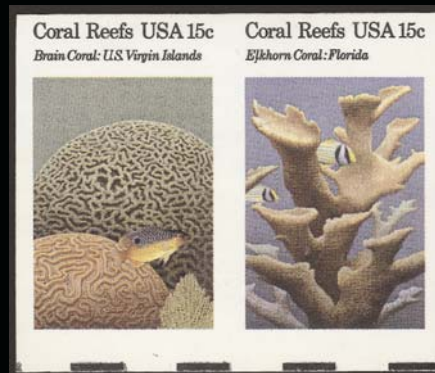 Coral Reefs USA 15c
Brain Coral: U.S. Virgin Islands
Coral Reefs USA 15c
Elkhorn Coral: Florida